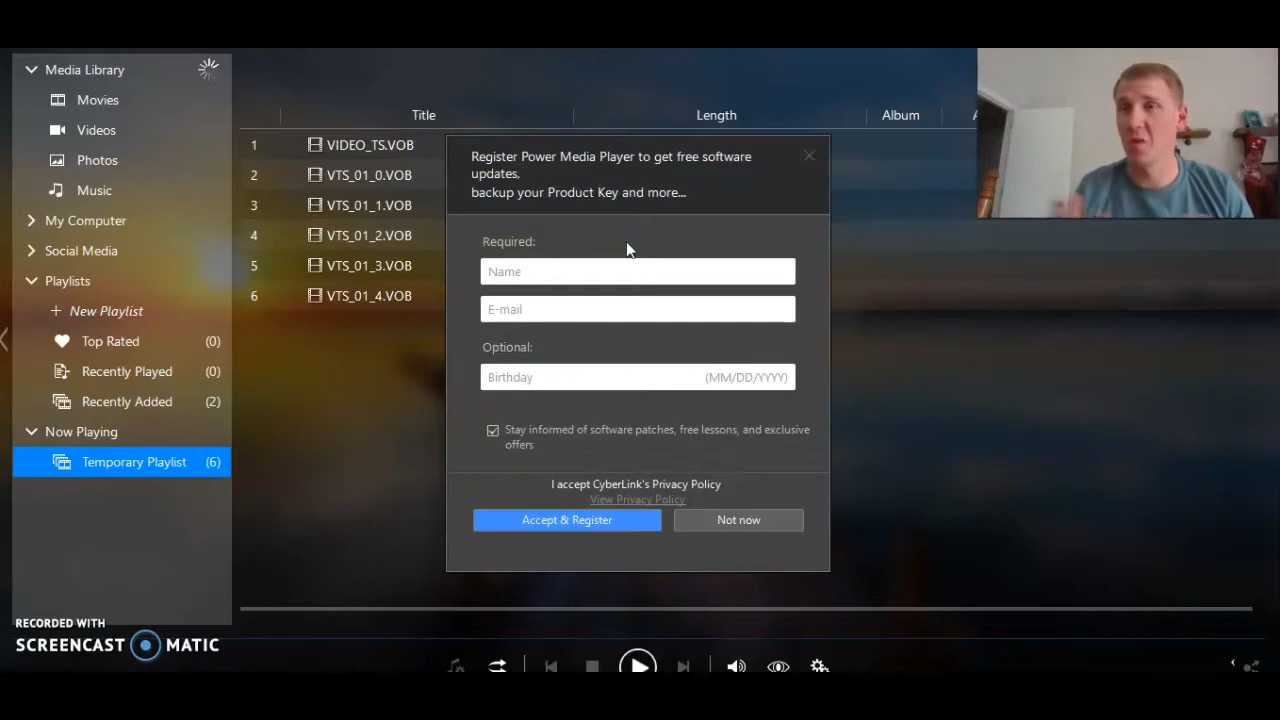 Media Library
Movies
Videos
Photos
Music
My Computer
Social Media
Playlists
+ New Playlist
Top Rated (0)
Recently Played (0)
Recently Added (2)
Now Playing
Temporary Playlist (6)
Title Length Album
1 VIDEO_TS.VOB
2 VTS_01_0.VOB
3 VTS_01_1.VOB
4 VTS_01_2.VOB
5 VTS_01_3.VOB
6 VTS_01_4.VOB
Register Power Media Player to get free software
updates,
backup your Product Key and more...
Required:
Name
E-mail
Optional:
Birthday (MM/DD/YYYY)
Stay informed of software patches, free lessons, and exclusive
offers
I accept CyberLink's Privacy Policy
View Privacy Policy
Accept & Register Not now
RECORDED WITH
SCREENCAST MATIC